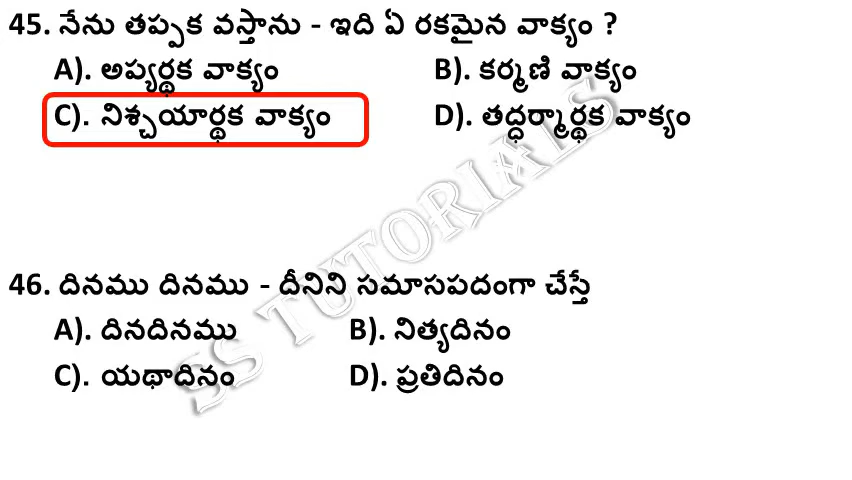 45. నేను తప్పక వస్తాను - ఇది ఏ రకమైన వాక్యం ?
A). అప్యర్థక వాక్యం B). కర్మణి వాక్యం
C). నిశ్చయార్థక వాక్యం D). తద్ధర్మార్థక వాక్యం
SS TUTORIALS
46. దినము దినము - దీనిని సమాసపదంగా చేస్తే
A). దినదినము B). నిత్యదినం
C). యథాదినం D). ప్రతిదినం